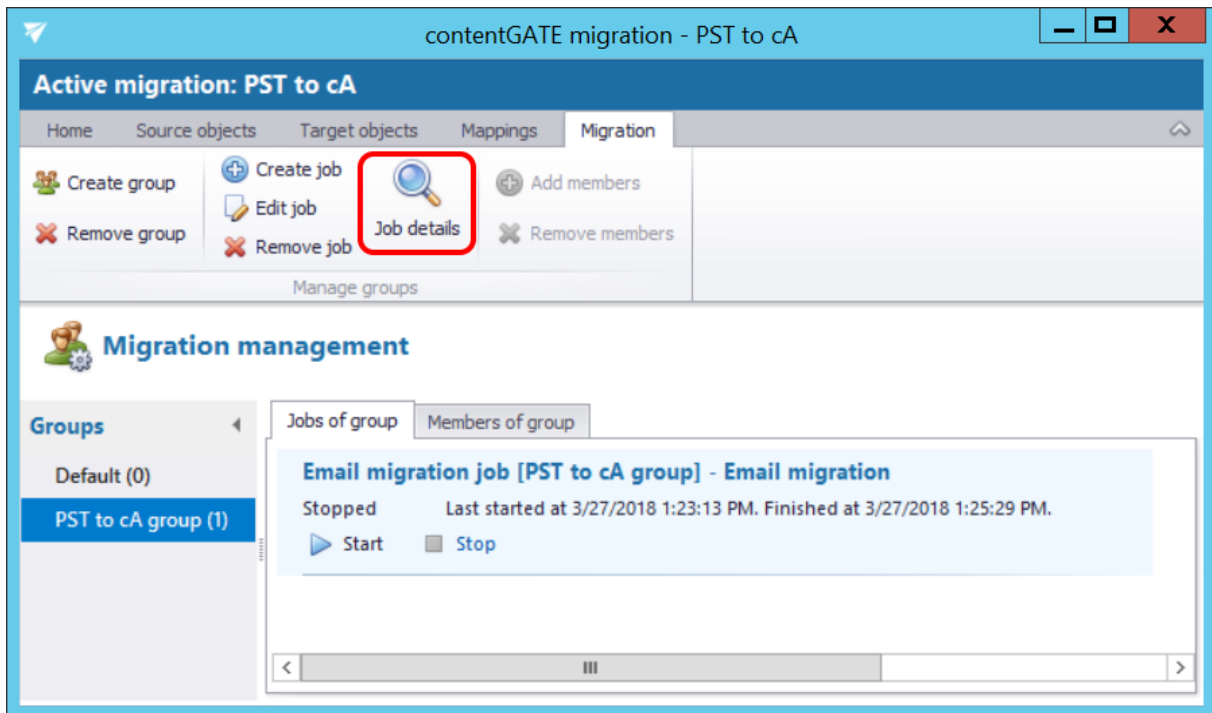 contentGATE migration - PST to cA
Active migration: PST to cA
Home Source objects Target objects Mappings Migration
Create group
Remove group
Create job
Edit job
Remove job
Job details
Add members
Remove members
Manage groups
Migration management
Groups
Default (0)
PST to cA group (1)
Jobs of group Members of group
Email migration job [PST to cA group] - Email migration
Stopped Last started at 3/27/2018 1:23:13 PM. Finished at 3/27/2018 1:25:29 PM.
Start Stop